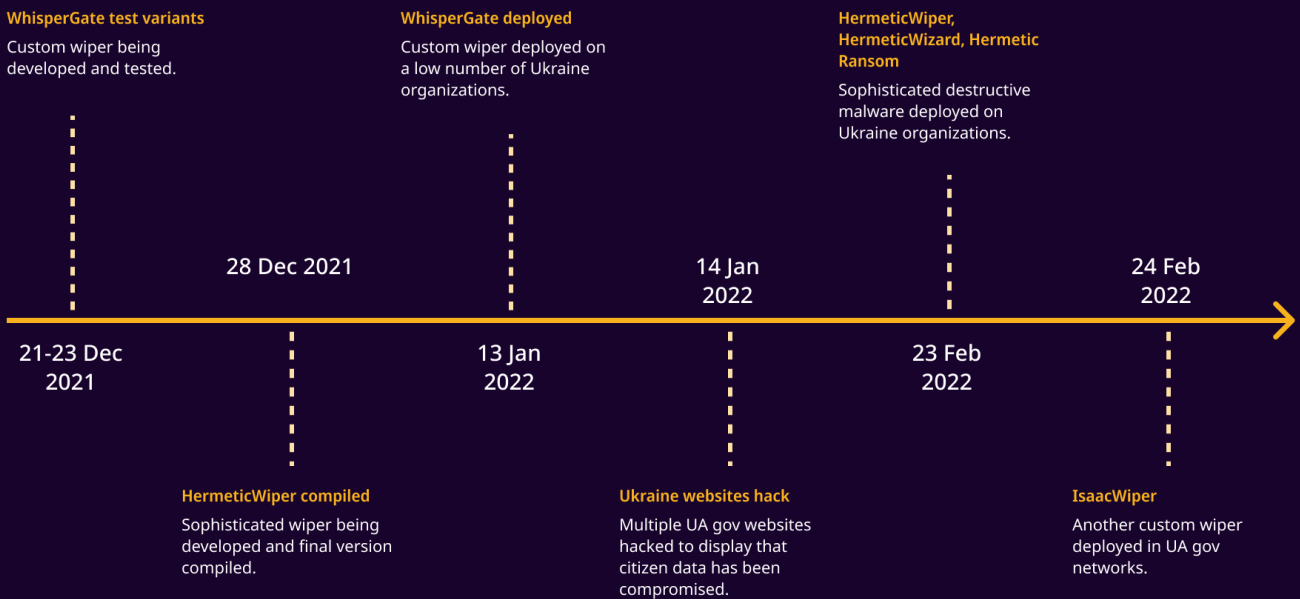 WhisperGate test variants
Custom wiper being
developed and tested.
WhisperGate deployed
Custom wiper deployed on
a low number of Ukraine
organizations.
HermeticWiper,
HermeticWizard, Hermetic
Ransom
Sophisticated destructive
malware deployed on
Ukraine organizations.
28 Dec 2021
14 Jan
2022
24 Feb
2022
21-23 Dec
2021
13 Jan
2022
23 Feb
2022
HermeticWiper compiled
Sophisticated wiper being
developed and final version
compiled.
Ukraine websites hack
Multiple UA gov websites
hacked to display that
citizen data has been
compromised.
IsaacWiper
Another custom wiper
deployed in UA gov
networks.